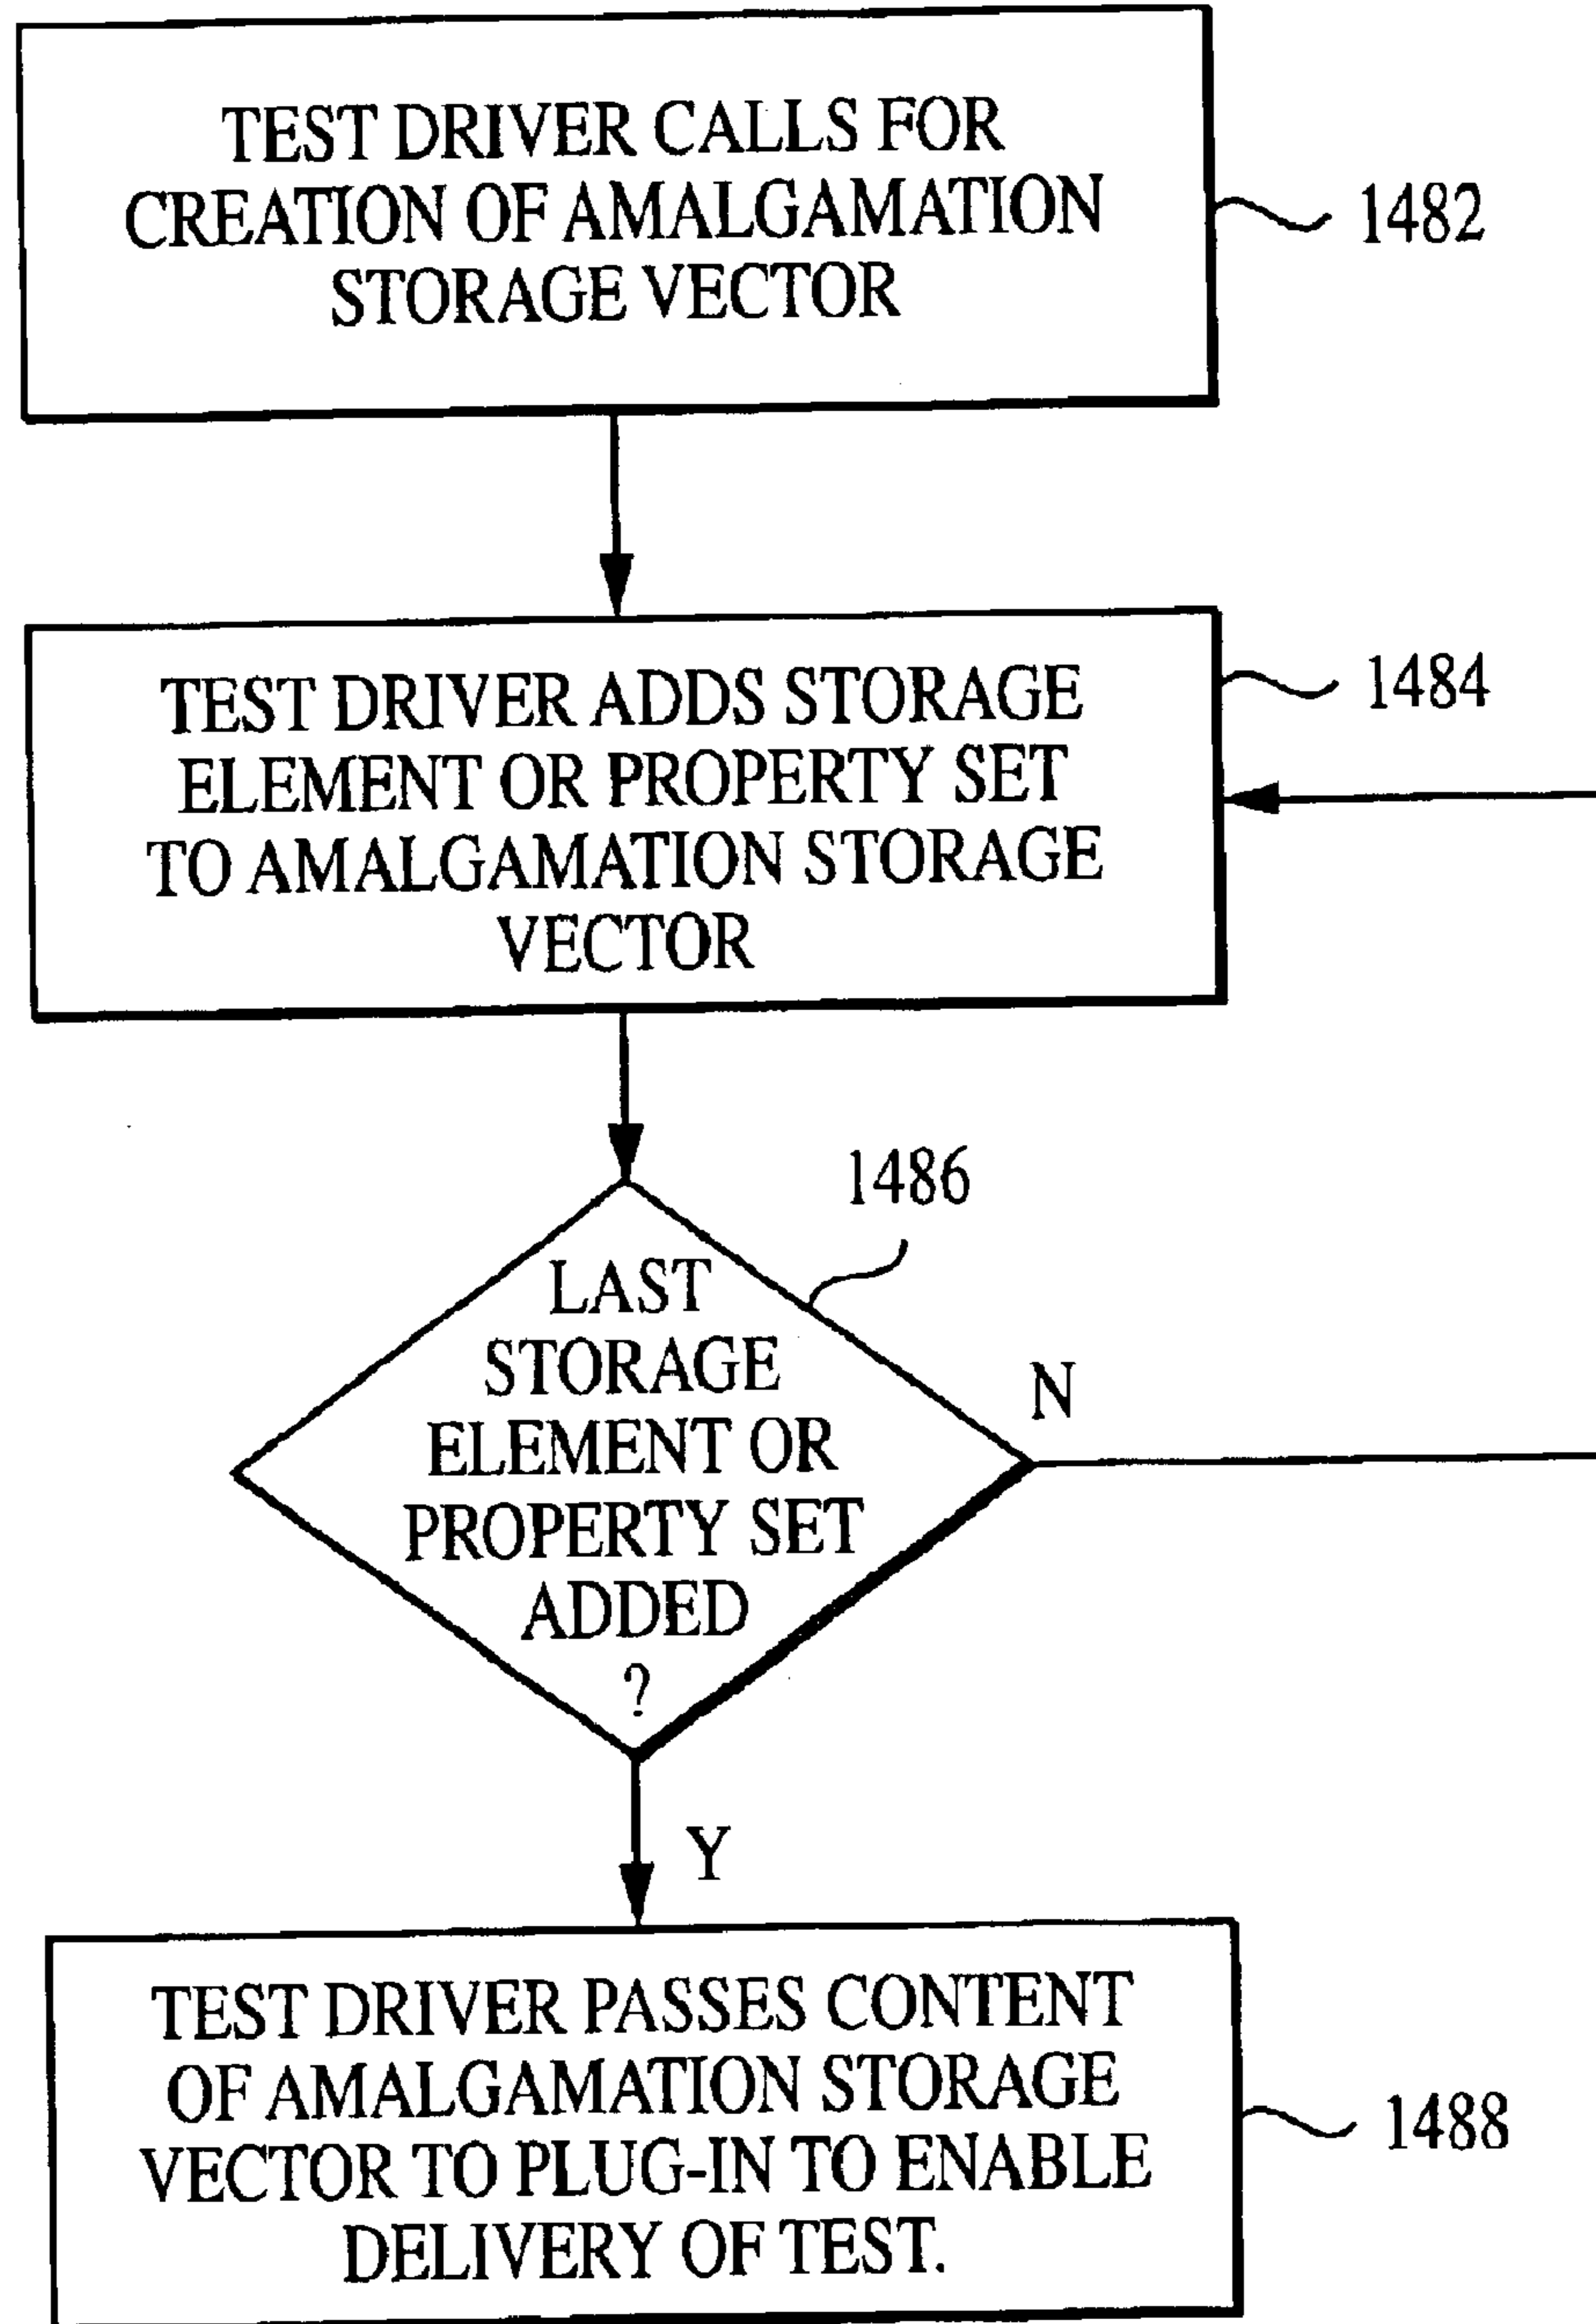 TEST DRIVER CALLS FOR
CREATION OF AMALGAMATION
STORAGE VECTOR
1482
TEST DRIVER ADDS STORAGE
ELEMENT OR PROPERTY SET
TO AMALGAMATION STORAGE
VECTOR
1484
1486
LAST
STORAGE
ELEMENT OR
PROPERTY SET
ADDED
?
N
Y
TEST DRIVER PASSES CONTENT
OF AMALGAMATION STORAGE
VECTOR TO PLUG-IN TO ENABLE
DELIVERY OF TEST.
1488